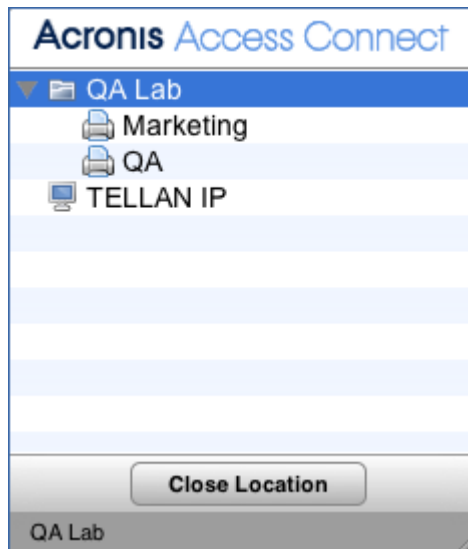 Acronis Access Connect
QA Lab
Marketing
QA
TELLAN IP
Close Location
QA Lab